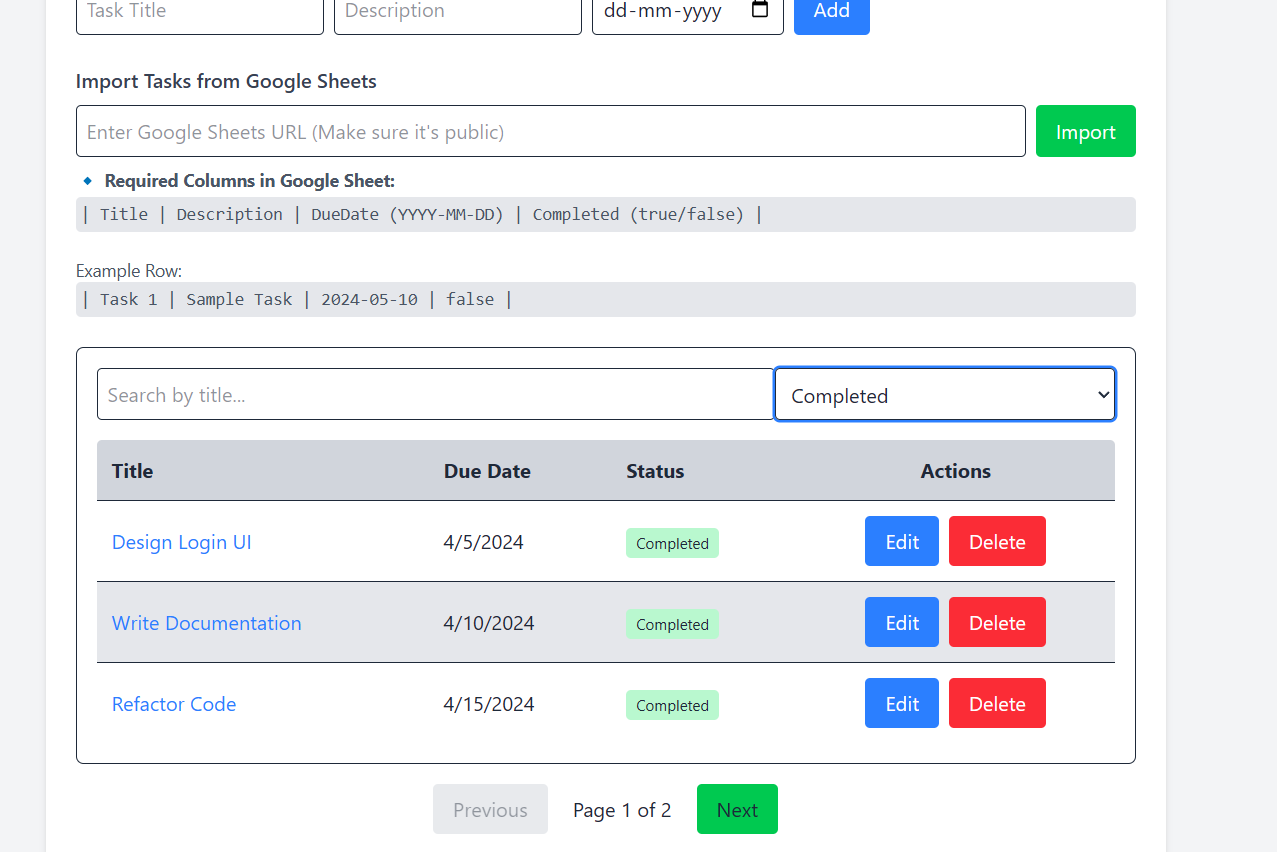 Task Title Description dd-mm-yyyy Add
Import Tasks from Google Sheets
Enter Google Sheets URL (Make sure it's public) Import
Required Columns in Google Sheet:
| Title | Description | DueDate (YYYY-MM-DD) | Completed (true/false) |
Example Row:
| Task 1 | Sample Task | 2024-05-10 | false |
Search by title... Completed
Title Due Date Status Actions
Design Login UI 4/5/2024 Completed Edit Delete
Write Documentation 4/10/2024 Completed Edit Delete
Refactor Code 4/15/2024 Completed Edit Delete
Previous Page 1 of 2 Next